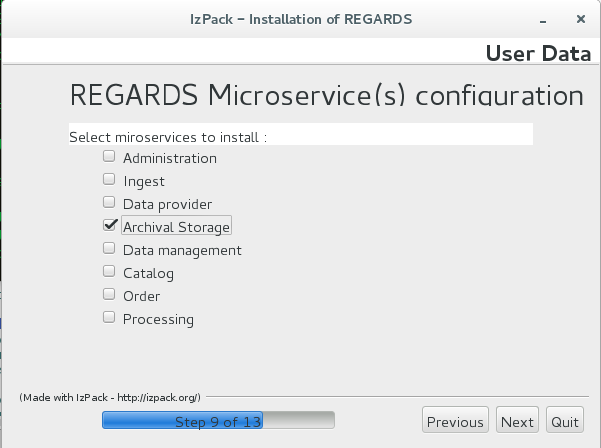 IzPack - Installation of REGARDS
User Data
REGARDS Microservice(s) configuration
Select miroservices to install :
Administration
Ingest
Data provider
Archival Storage
Data management
Catalog
Order
Processing
(Made with IzPack - http://izpack.org/)
Step 9 of 13
Previous Next Quit